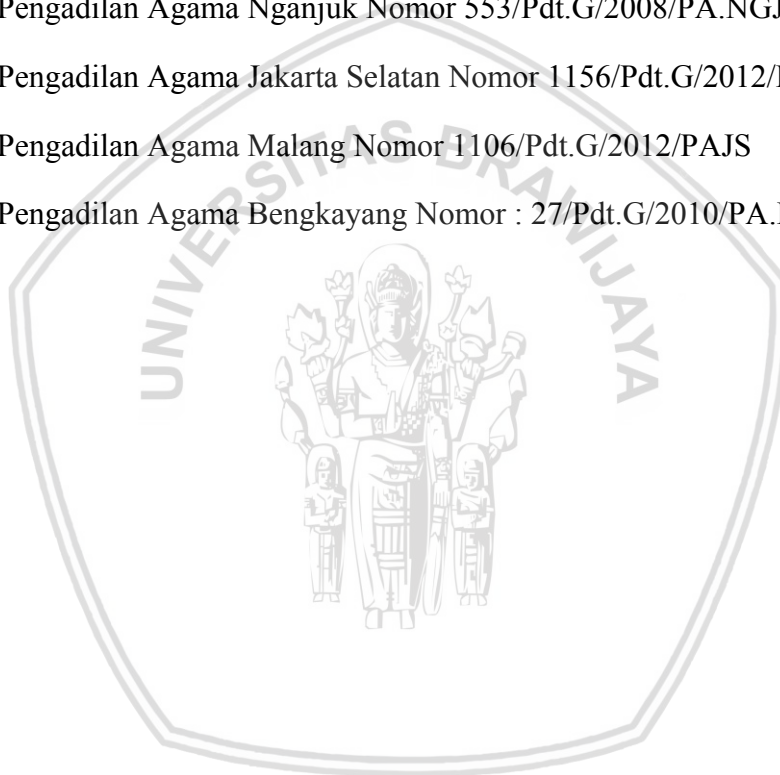 Pengadilan Agama Nganjuk Nomor 553/Pdt.G/2008/PA.NGJ
Pengadilan Agama Jakarta Selatan Nomor 1156/Pdt.G/2012/
Pengadilan Agama Malang Nomor 1106/Pdt.G/2012/PAJS
Pengadilan Agama Bengkayang Nomor : 27/Pdt.G/2010/PA.
UNIVERSITAS BRAWIJAYA